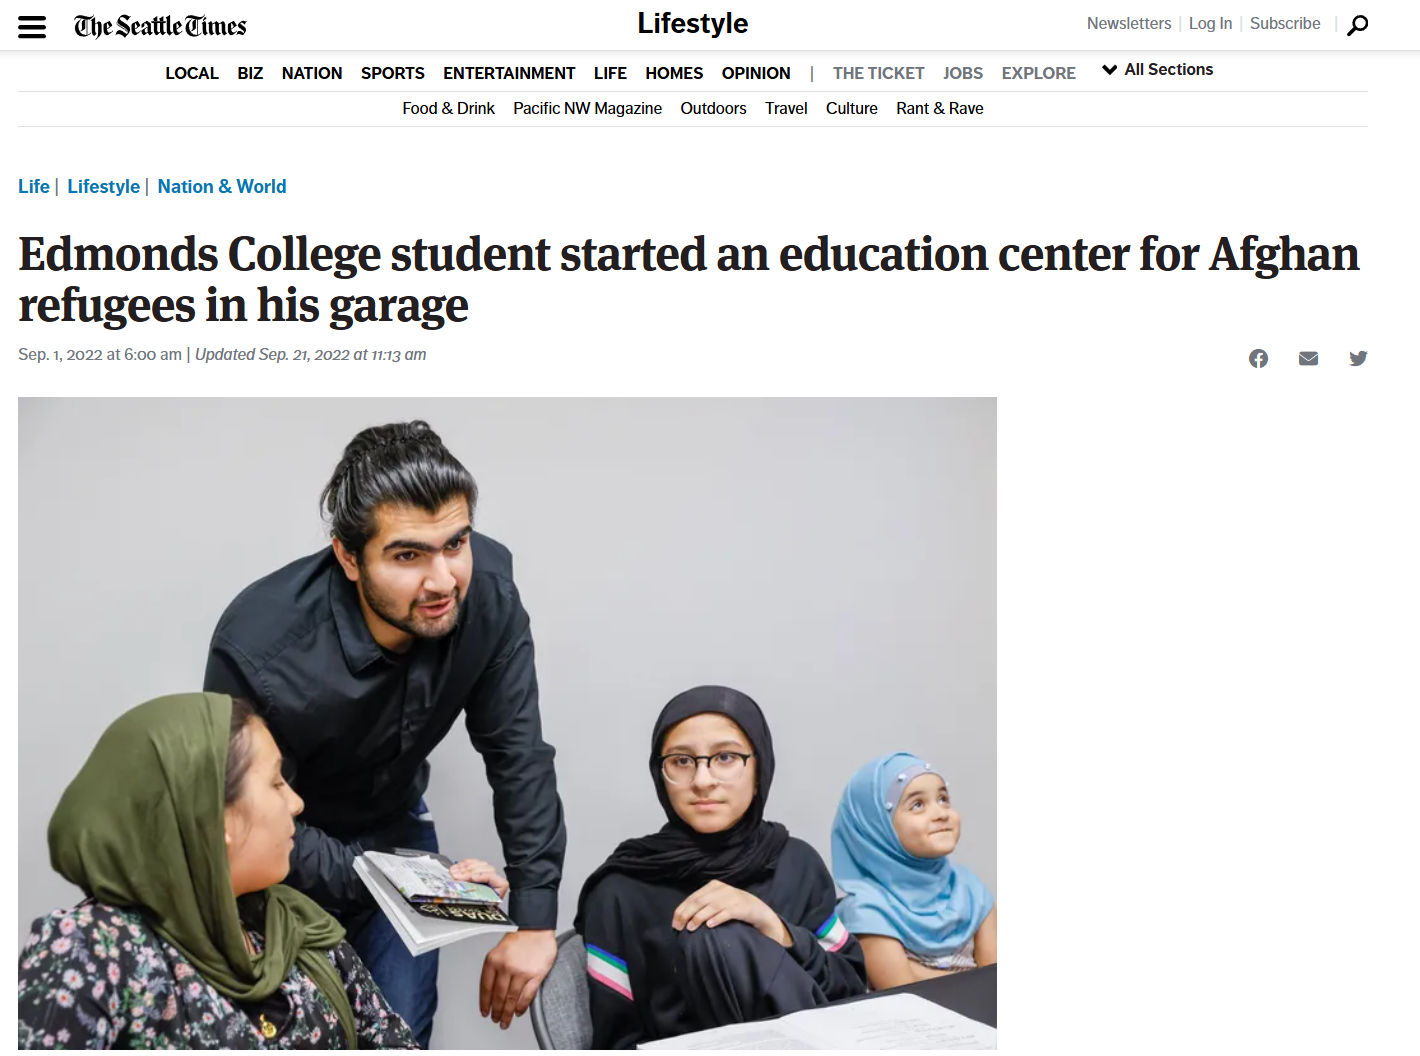 The Seattle Times
Lifestyle
Newsletters | Log In | Subscribe |
LOCAL BIZ NATION SPORTS ENTERTAINMENT LIFE HOMES OPINION | THE TICKET JOBS EXPLORE All Sections
Food & Drink Pacific NW Magazine Outdoors Travel Culture Rant & Rave
Life | Lifestyle | Nation & World
Edmonds College student started an education center for Afghan
refugees in his garage
Sep. 1, 2022 at 6:00 am | Updated Sep. 21, 2022 at 11:13 am